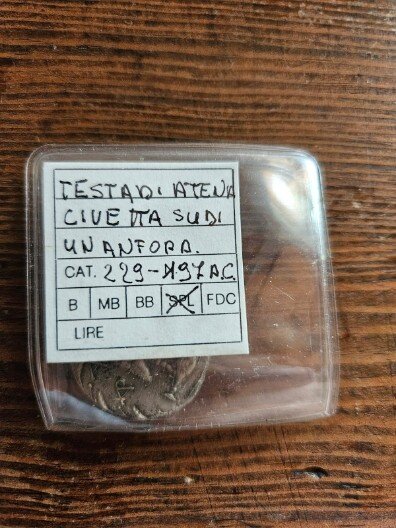 TESTA DI ATENA
CIVETTA SU DI
UN ANFORA.
CAT. 229-197 A.C.
B MB BB SPL FDC
LIRE